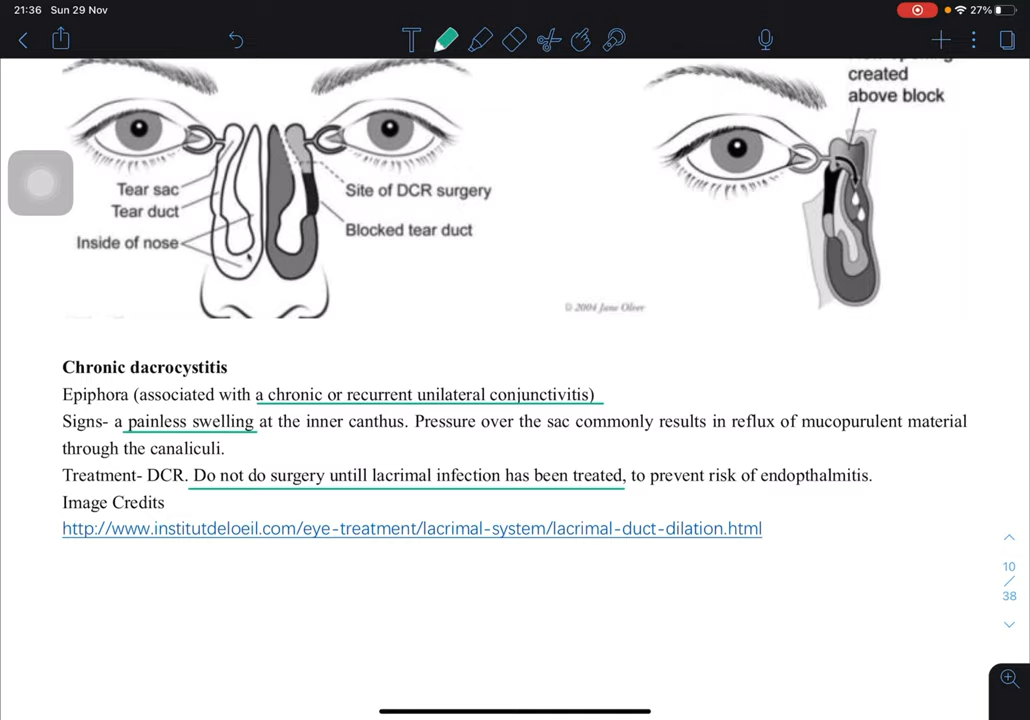 21:36 Sun 29 Nov
27%
created
above block
Tear sac
Tear duct
Inside of nose
Site of DCR surgery
Blocked tear duct
© 2004 Jane Olver
Chronic dacrocystitis
Epiphora (associated with a chronic or recurrent unilateral conjunctivitis)
Signs- a painless swelling at the inner canthus. Pressure over the sac commonly results in reflux of mucopurulent material
through the canaliculi.
Treatment- DCR. Do not do surgery untill lacrimal infection has been treated, to prevent risk of endopthalmitis.
Image Credits
http://www.institutdeloeil.com/eye-treatment/lacrimal-system/lacrimal-duct-dilation.html
10
/
38